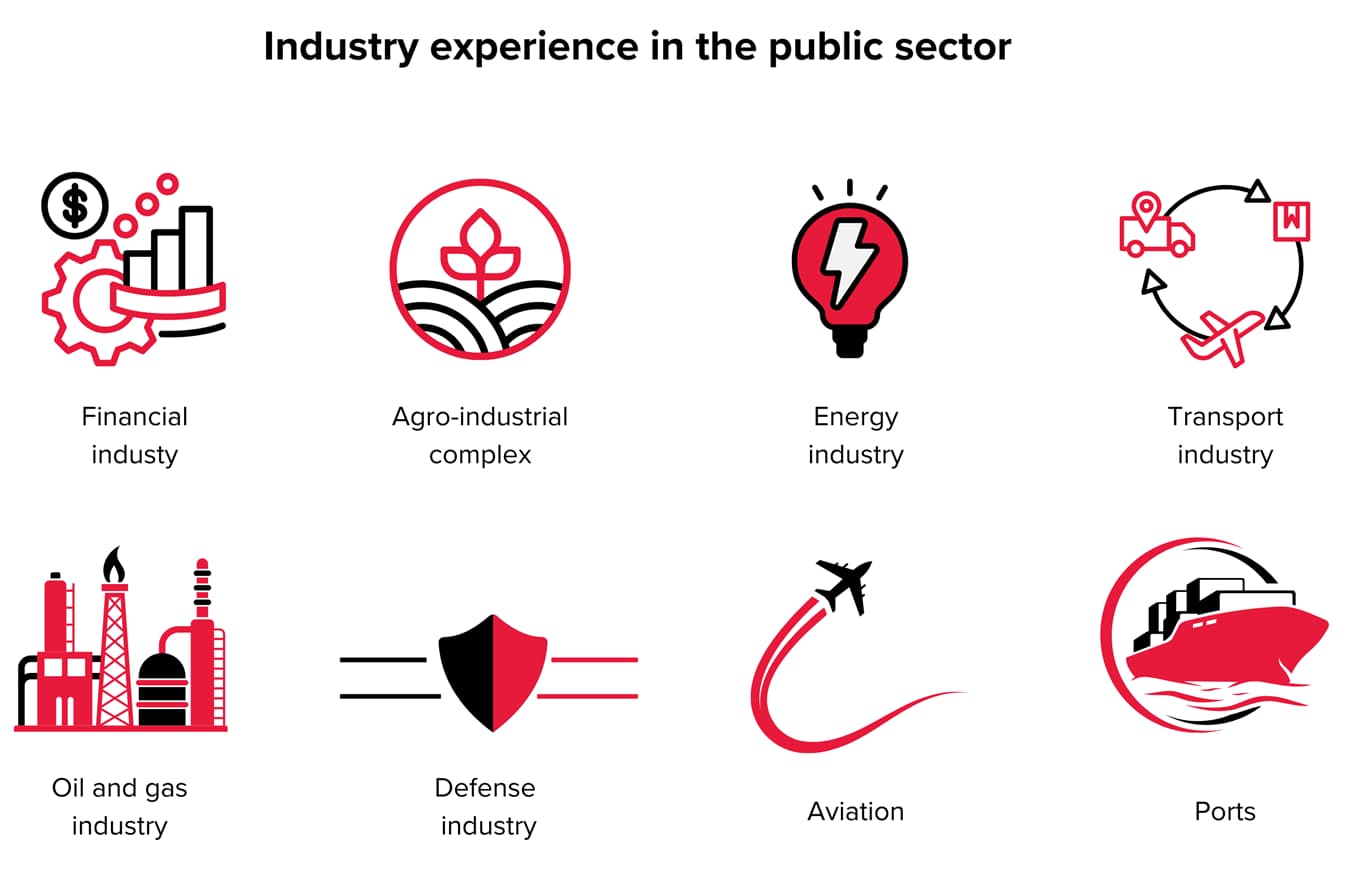 Industry experience in the public sector
$
Financial
industy
Agro-industrial
complex
Energy
industry
Transport
industry
Oil and gas
industry
Defense
industry
Aviation
Ports